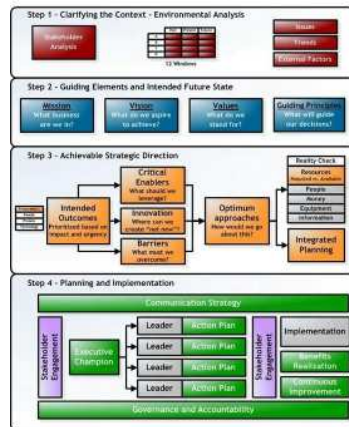 Step 1 - Clarifying the Context - Environmental Analysis
Stakeholder
Analysis
12 Windows
Issues
Trends
External Factors
Step 2 - Guiding Elements and Intended Future State
Mission
What business
are we in?
Vision
What do we aspire
to achieve?
Values
What do we
stand for?
Guiding Principles
What will guide
our decisions?
Step 3 - Achievable Strategic Direction
Intended
Outcomes
Prioritized based on
impact and urgency
Critical
Enablers
What should we
leverage?
Innovation
Where can we
create "not new"?
Barriers
What must we
overcome?
Optimum
approaches
How would we go
about this?
Reality Check
Resources
Required vs. Available
People
Money
Equipment
Information
Integrated
Planning
Step 4 - Planning and Implementation
Communication Strategy
Stakeholder
Engagement
Executive
Champion
Leader
Action Plan
Leader
Action Plan
Leader
Action Plan
Leader
Action Plan
Stakeholder
Engagement
Implementation
Benefits
Realization
Continuous
Improvement
Governance and Accountability